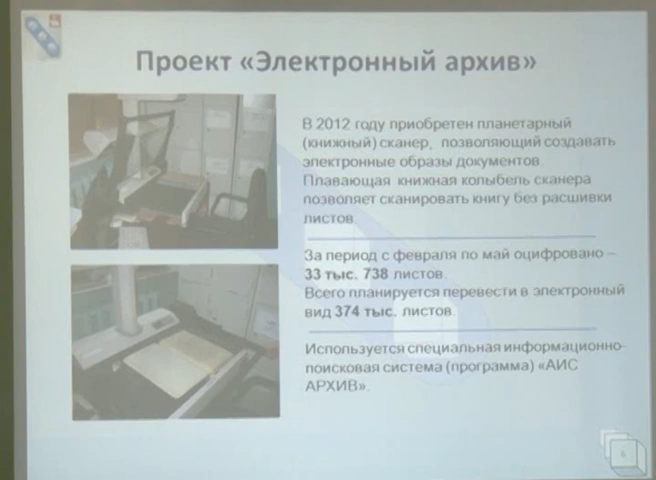 Проект «Электронный архив»
В 2012 году приобретен планетарный
(книжный) сканер, позволяющий создавать
электронные образы документов.
Плавающая книжная колыбель сканера
позволяет сканировать книгу без расшивки
листов.
За период с февраля по май оцифровано –
33 тыс. 738 листов.
Всего планируется перевести в электронный
вид 374 тыс. листов.
Используется специальная информационно-
поисковая система (программа) «АИС
АРХИВ».
6